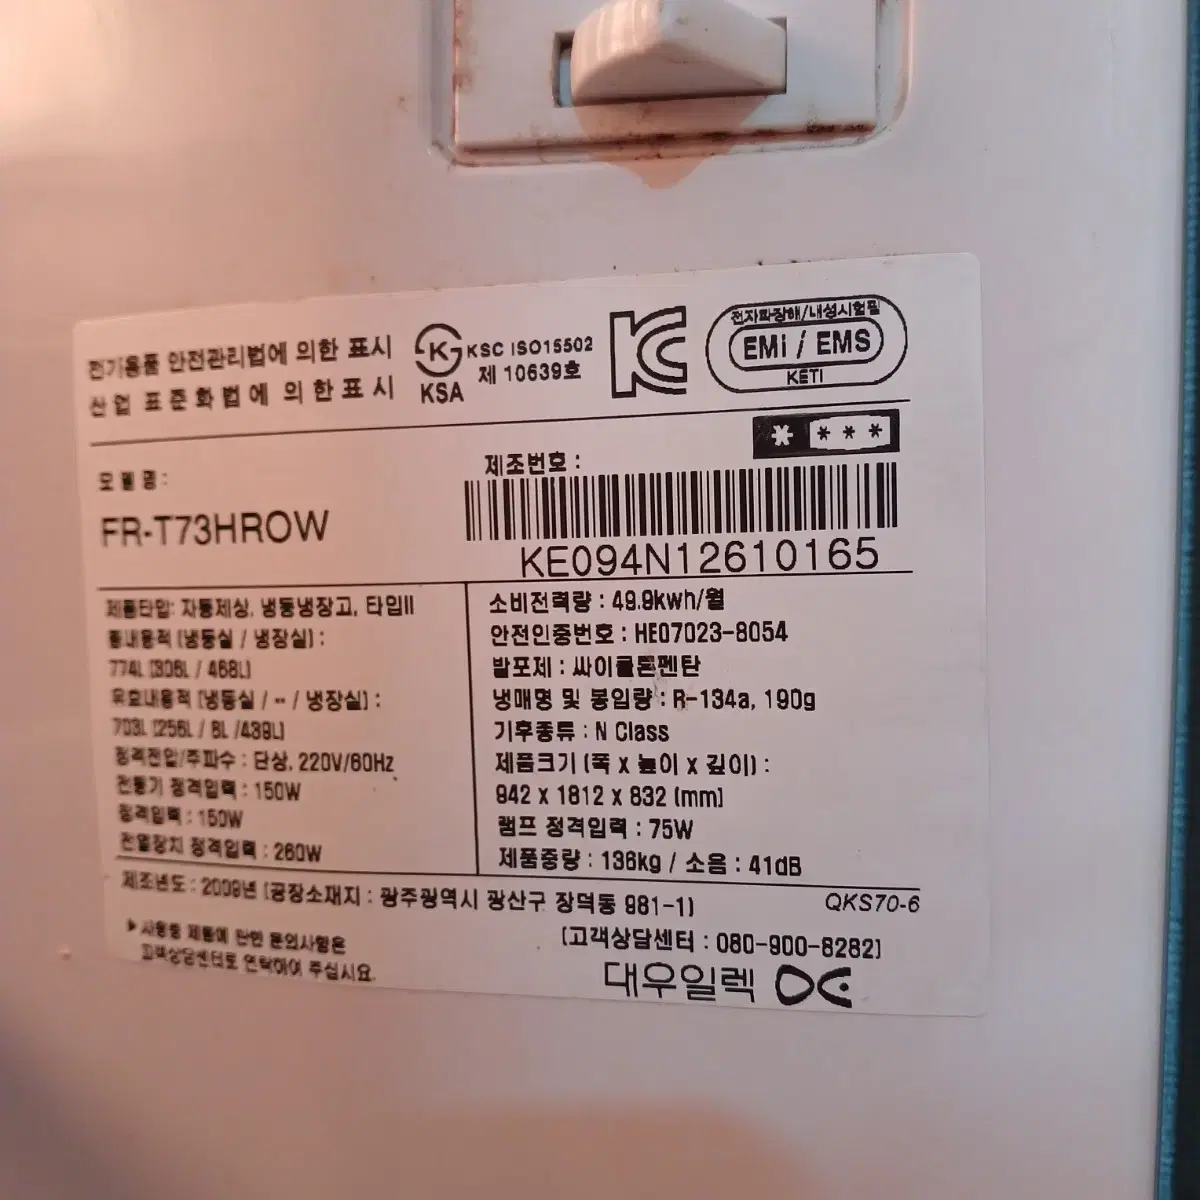 전기용품 안전관리법에 의한 표시
산업 표준화법에 의한표시
KSA
KSC ISO15502
제 10639호
전자파장해/내성시험필
EMi / EMS
KETI
모델명:
FR-T73HROW
제조번호:
KE094N12610165
제품타입: 자동제상, 냉동냉장고, 타입II
총내용적 (냉동실 / 냉장실) :
774L (306L / 468L)
유효내용적 (냉동실 / -- / 냉장실) :
703L (256L / 8L /439L)
정격전압/주파수 : 단상, 220V/60Hz
전동기 정격입력 : 150W
정격입력 : 150W
전열장치 정격입력 : 260W
소비전력량 : 49.9kwh/월
안전인증번호 : HE07023-8054
발포제 : 싸이클론펜탄
냉매명 및 봉입량 : R-134a, 190g
기후종류 : N Class
제품크기 (폭 x 높이 x 깊이) :
942 x 1812 x 832 (mm)
램프 정격입력 : 75W
제품중량 : 136kg / 소음 : 41dB
제조년도 : 2009년 (공장소재지 : 광주광역시 광산구 장덕동 981-1)
QKS70-6
▶사용중 제품에 관한 문의사항은
고객상담센터로 연락하여 주십시요.
(고객상담센터 : 080-900-8282)
대우일렉